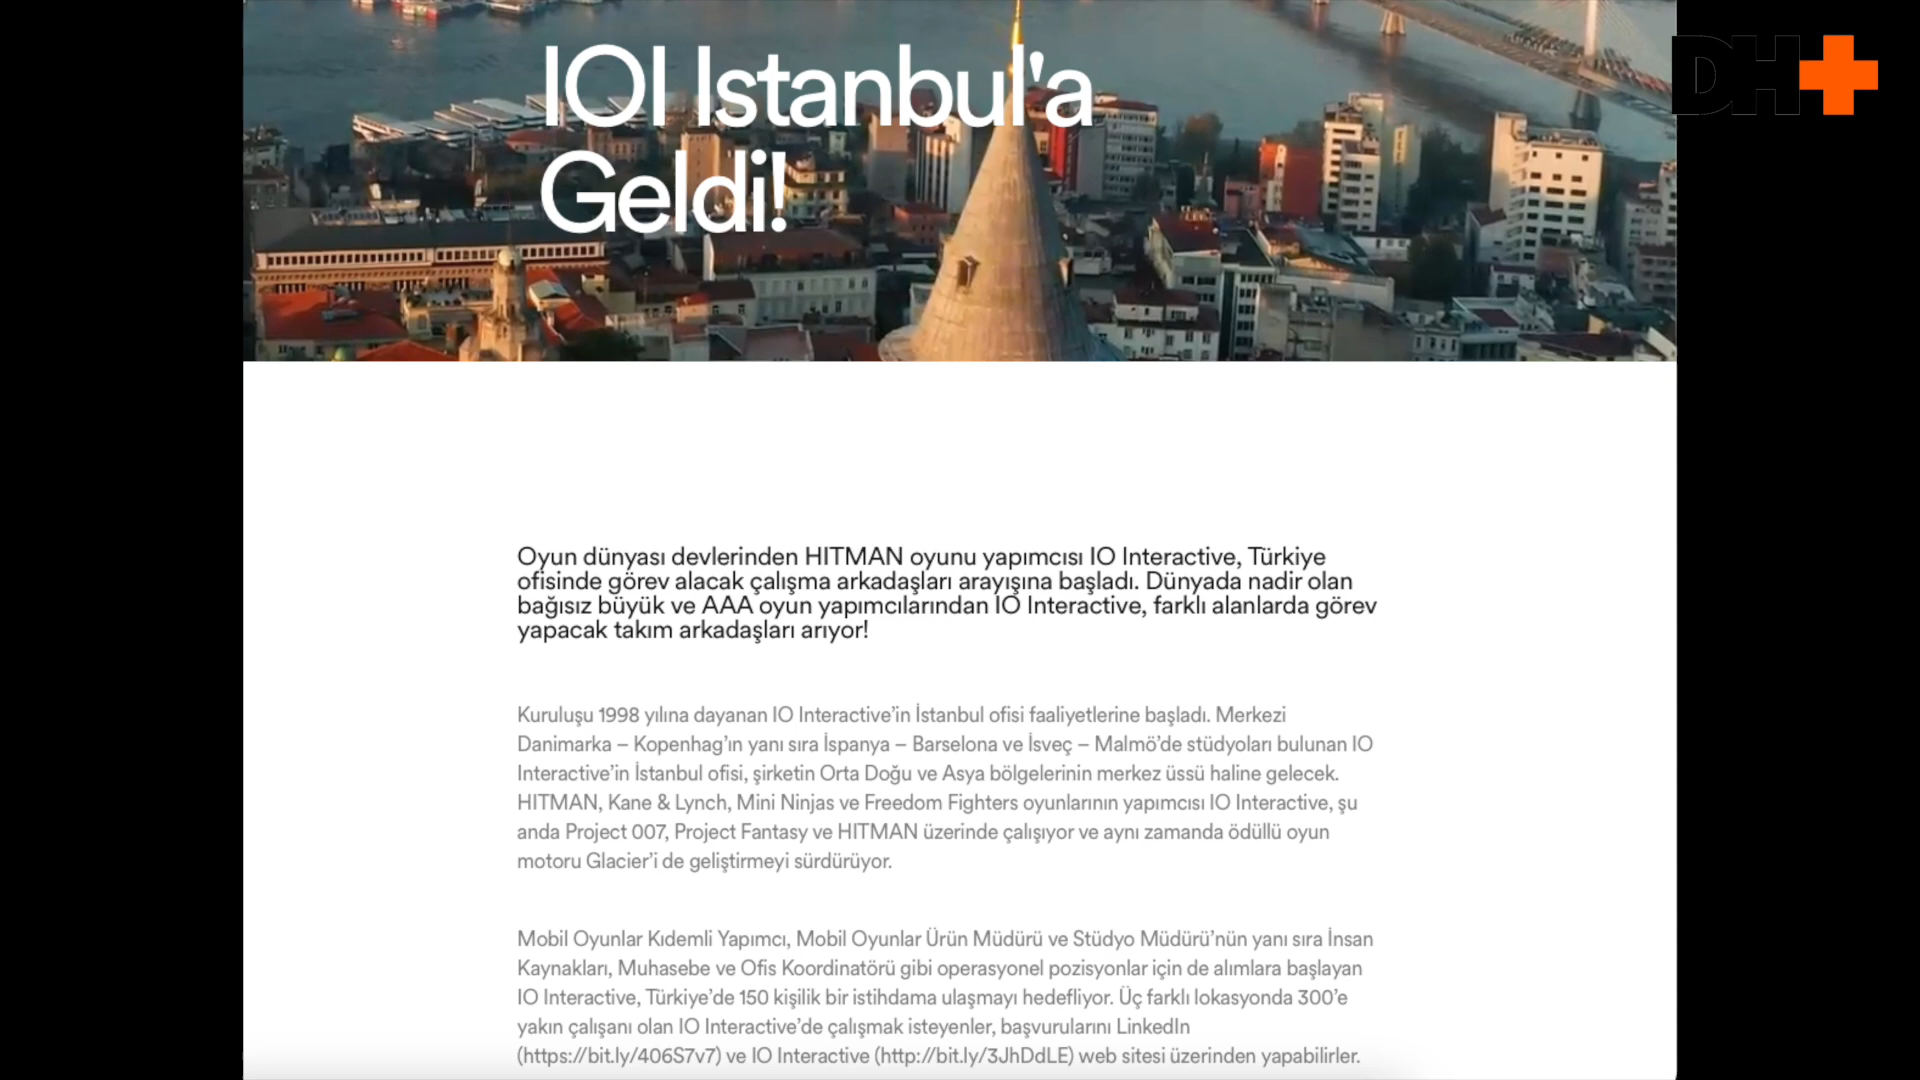 IOI Istanbul'a
Geldi!
DH+
Oyun dünyası devlerinden HITMAN oyunu yapımcısı IO Interactive, Türkiye
ofisinde görev alacak çalışma arkadaşları arayışına başladı. Dünyada nadir olan
bağısız büyük ve AAA oyun yapımcılarından IO Interactive, farklı alanlarda görev
yapacak takım arkadaşları arıyor!
Kuruluşu 1998 yılına dayanan IO Interactive’in İstanbul ofisi faaliyetlerine başladı. Merkezi
Danimarka – Kopenhag’ın yanı sıra İspanya – Barselona ve İsveç – Malmö’de stüdyoları bulunan IO
Interactive’in İstanbul ofisi, şirketin Orta Doğu ve Asya bölgelerinin merkez üssü haline gelecek.
HITMAN, Kane & Lynch, Mini Ninjas ve Freedom Fighters oyunlarının yapımcısı IO Interactive, şu
anda Project 007, Project Fantasy ve HITMAN üzerinde çalışıyor ve aynı zamanda ödüllü oyun
motoru Glacier’i de geliştirmeyi sürdürüyor.
Mobil Oyunlar Kıdemli Yapımcı, Mobil Oyunlar Ürün Müdürü ve Stüdyo Müdürü’nün yanı sıra İnsan
Kaynakları, Muhasebe ve Ofis Koordinatörü gibi operasyonel pozisyonlar için de alımlara başlayan
IO Interactive, Türkiye’de 150 kişilik bir istihdama ulaşmayı hedefliyor. Üç farklı lokasyonda 300’e
yakın çalışanı olan IO Interactive’de çalışmak isteyenler, başvurularını LinkedIn
(https://bit.ly/406S7v7) ve IO Interactive (http://bit.ly/3JhDdLE) web sitesi üzerinden yapabilirler.